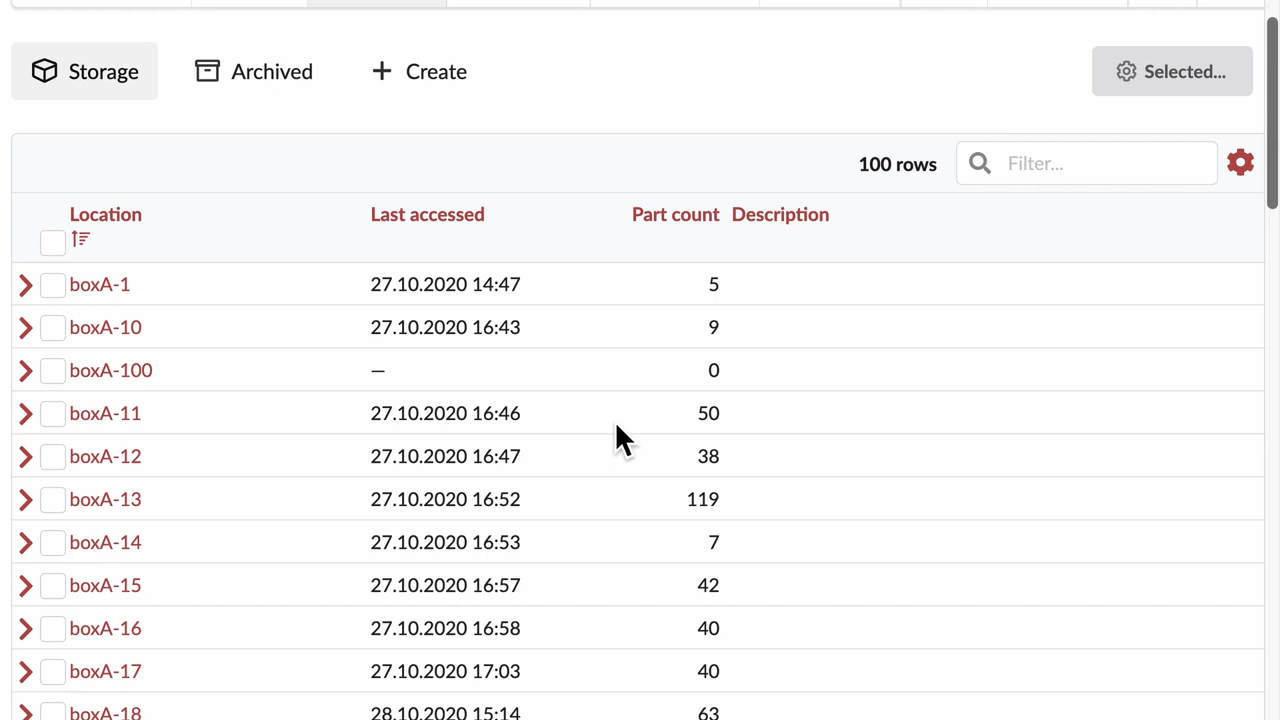 Storage Archived Create Selected...
100 rows Filter...
Location Last accessed Part count Description
boxA-1 27.10.2020 14:47 5
boxA-10 27.10.2020 16:43 9
boxA-100 — 0
boxA-11 27.10.2020 16:46 50
boxA-12 27.10.2020 16:47 38
boxA-13 27.10.2020 16:52 119
boxA-14 27.10.2020 16:53 7
boxA-15 27.10.2020 16:57 42
boxA-16 27.10.2020 16:58 40
boxA-17 27.10.2020 17:03 40
boxA-18 28.10.2020 15:14 63